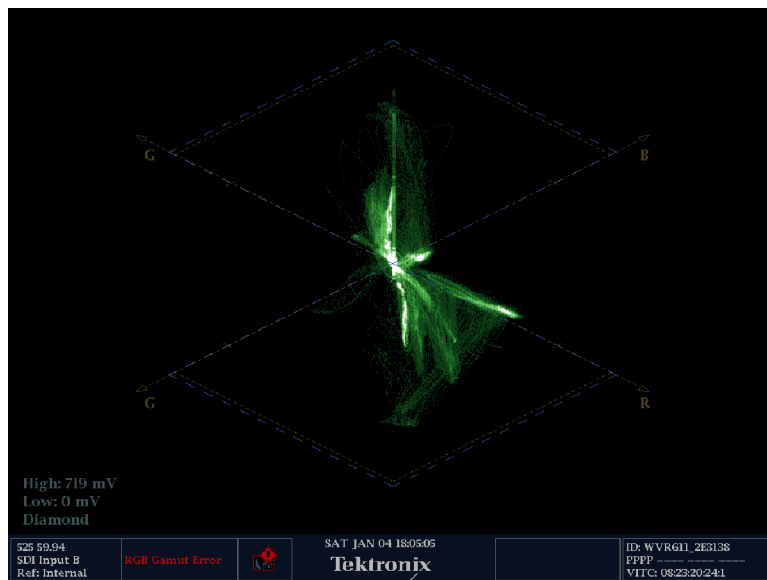 G
B
G
R
High: 719 mV
Low: 0 mV
Diamond
525 59.94
SDI Input B
Ref: Internal
RGB Gamut Error
SAT JAN 04 18:05:05
Tektronix
ID: WVR611_2E3138
PPPP ---- ---- ---- ----
VITC: 08:23:20:24:1